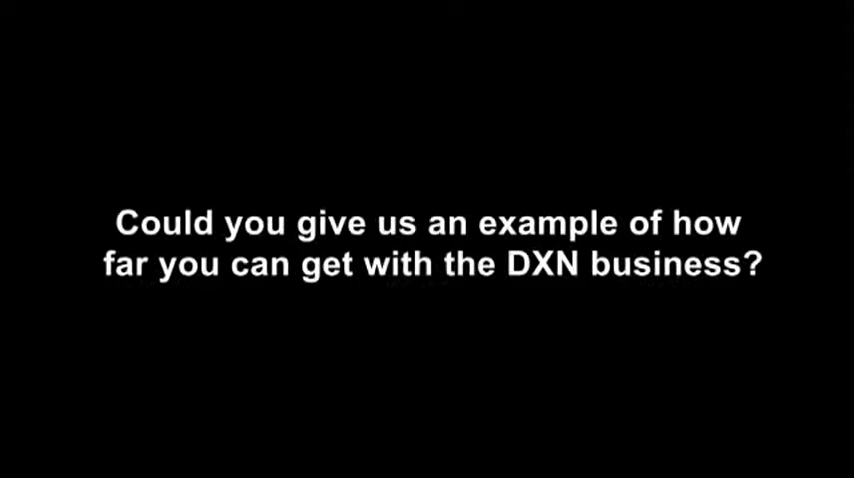 Could you give us an example of how
far you can get with the DXN business?